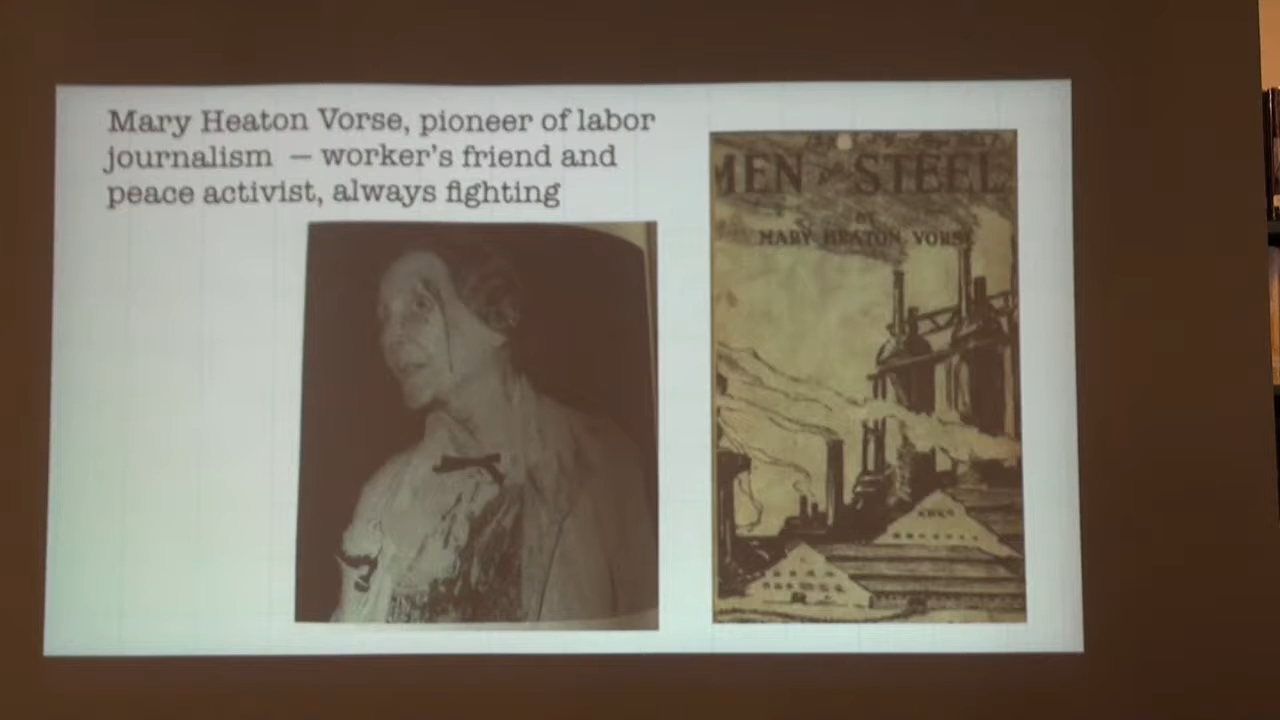 Mary Heaton Vorse, pioneer of labor
journalism — worker's friend and
peace activist, always fighting
MEN OF STEEL
BY
MARY HEATON VORSE